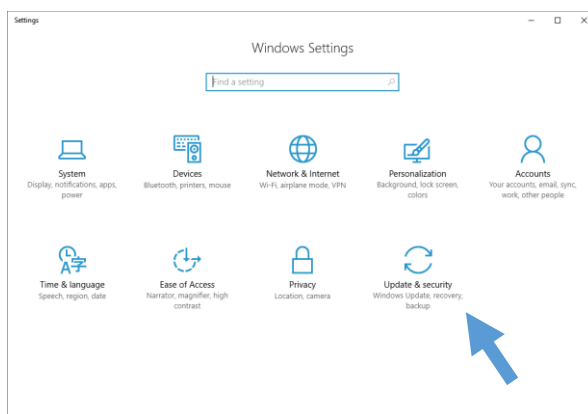 Settings
Windows Settings
Find a setting
System
Display, notifications, apps,
power
Devices
Bluetooth, printers, mouse
Network & Internet
Wi-Fi, airplane mode, VPN
Personalization
Background, lock screen,
colors
Accounts
Your accounts, email, sync,
work, other people
A字
Time & language
Speech, region, date
Ease of Access
Narrator, magnifier, high
contrast
Privacy
Location, camera
Update & security
Windows Update, recovery,
backup